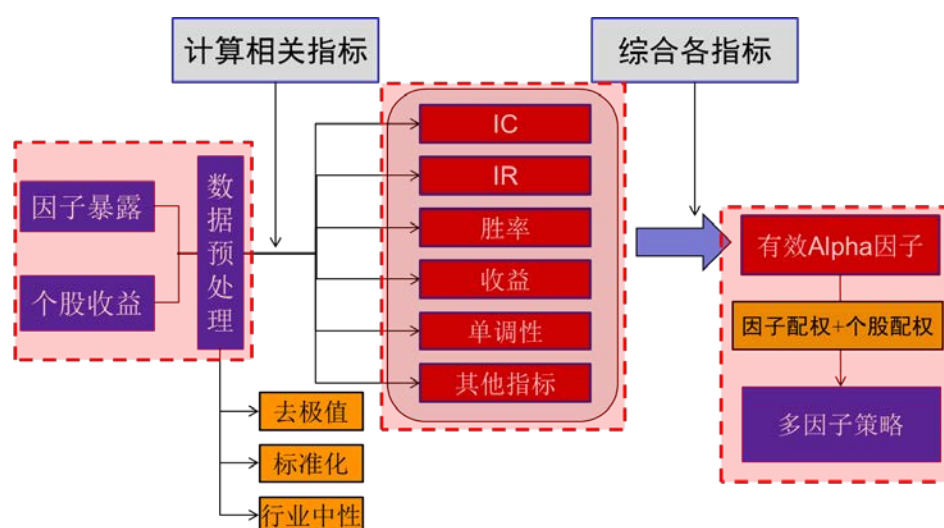 计算相关指标
综合各指标
因子暴露
个股收益
数据预处理
去极值
标准化
行业中性
IC
IR
胜率
收益
单调性
其他指标
有效Alpha因子
因子配权+个股配权
多因子策略